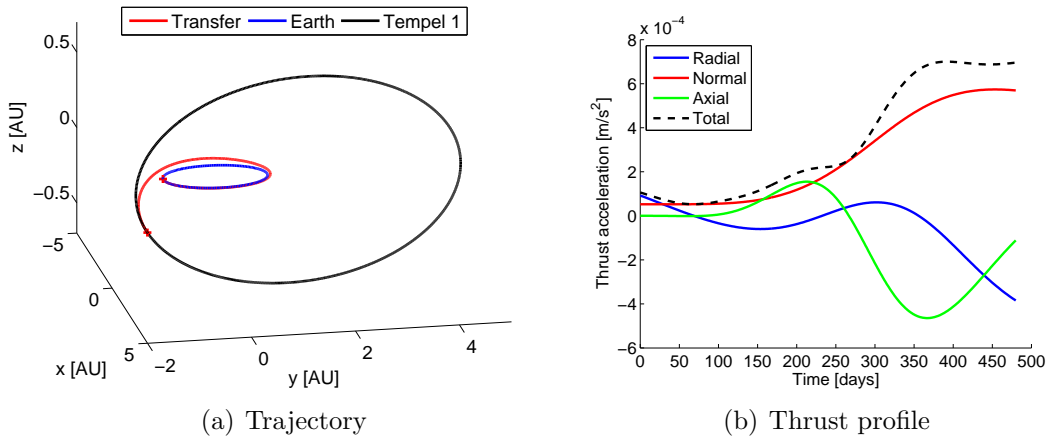 Transfer Earth Tempel 1
0.5
0
−0.5
z [AU]
−5
0
5
x [AU]
−2
0
2
4
y [AU]
(a) Trajectory
x 10⁻⁴
8
6
4
2
0
−2
−4
−6
Thrust acceleration [m/s²]
Radial
Normal
Axial
Total
0 50 100 150 200 250 300 350 400 450 500
Time [days]
(b) Thrust profile